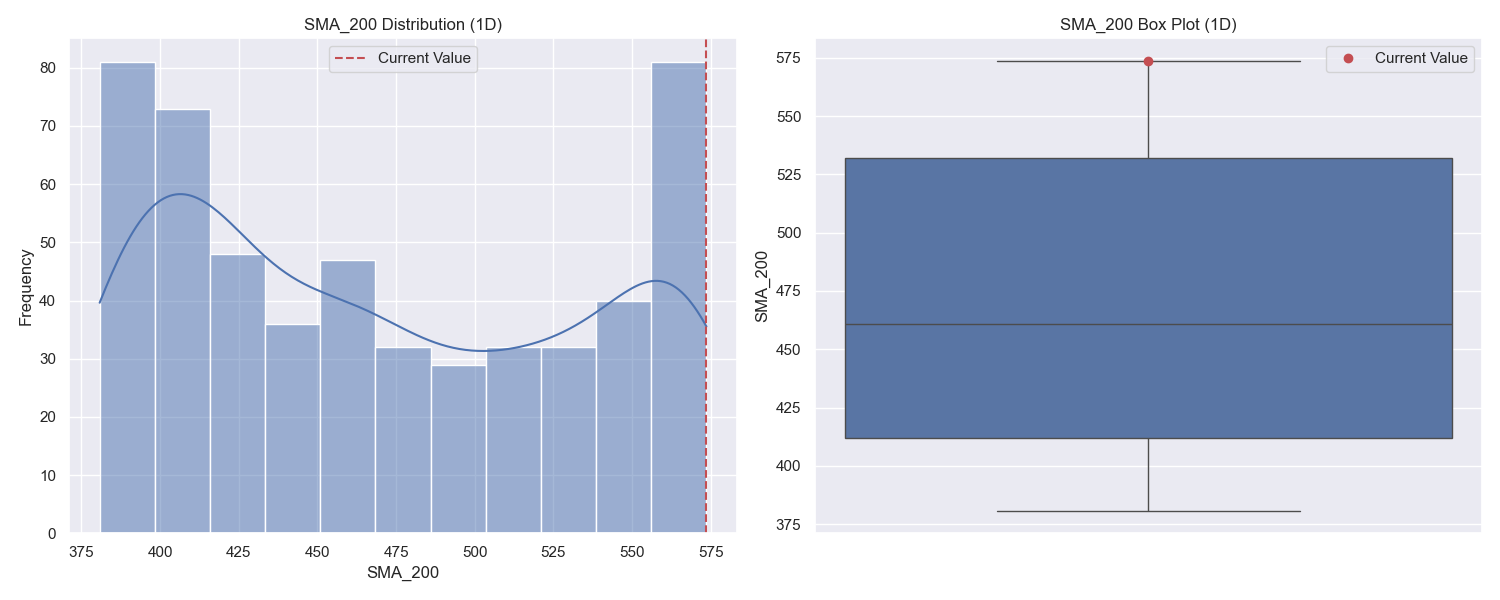 SMA_200 Distribution (1D)
Current Value
80
70
60
50
40
30
20
10
0
Frequency
375 400 425 450 475 500 525 550 575
SMA_200
SMA_200 Box Plot (1D)
Current Value
575
550
525
500
475
450
425
400
375
SMA_200